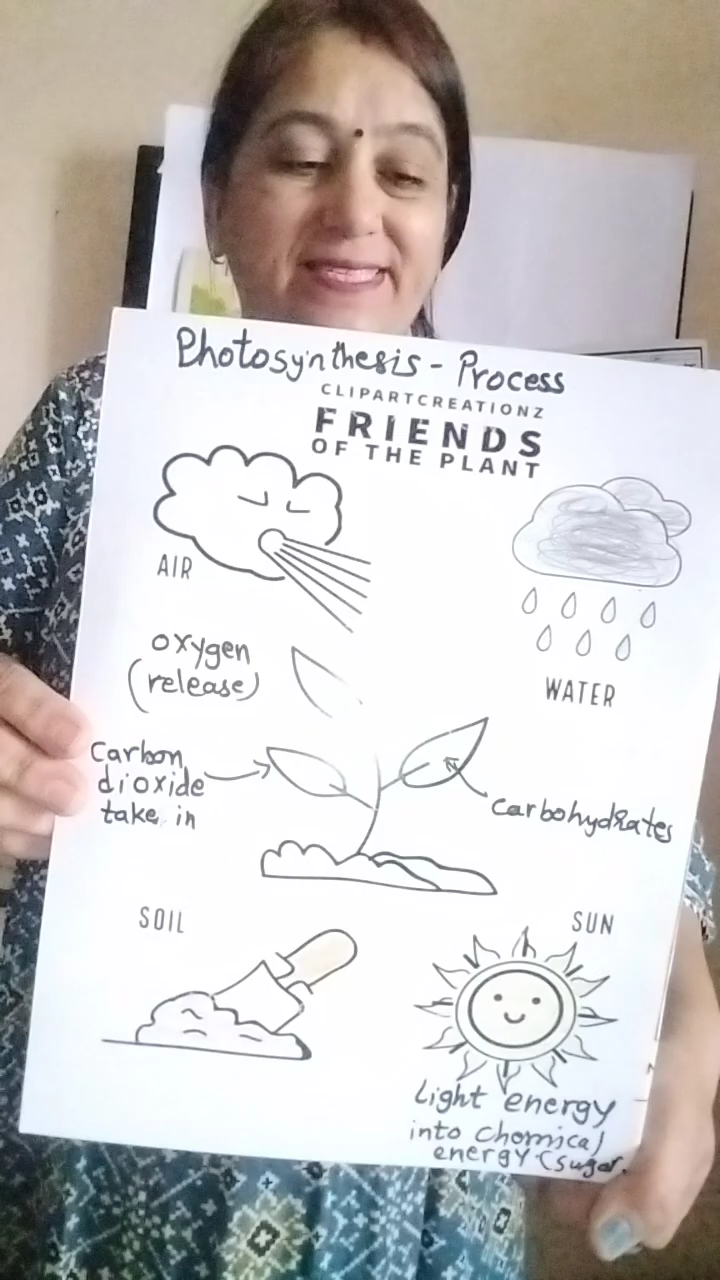 Photosynthesis - Process
CLIPARTCREATIONZ
FRIENDS
OF THE PLANT
AIR
WATER
oxygen
(release)
Carbon
dioxide
take in
carbohydrates
SOIL
SUN
Light energy
into chomical
energy (sugar.